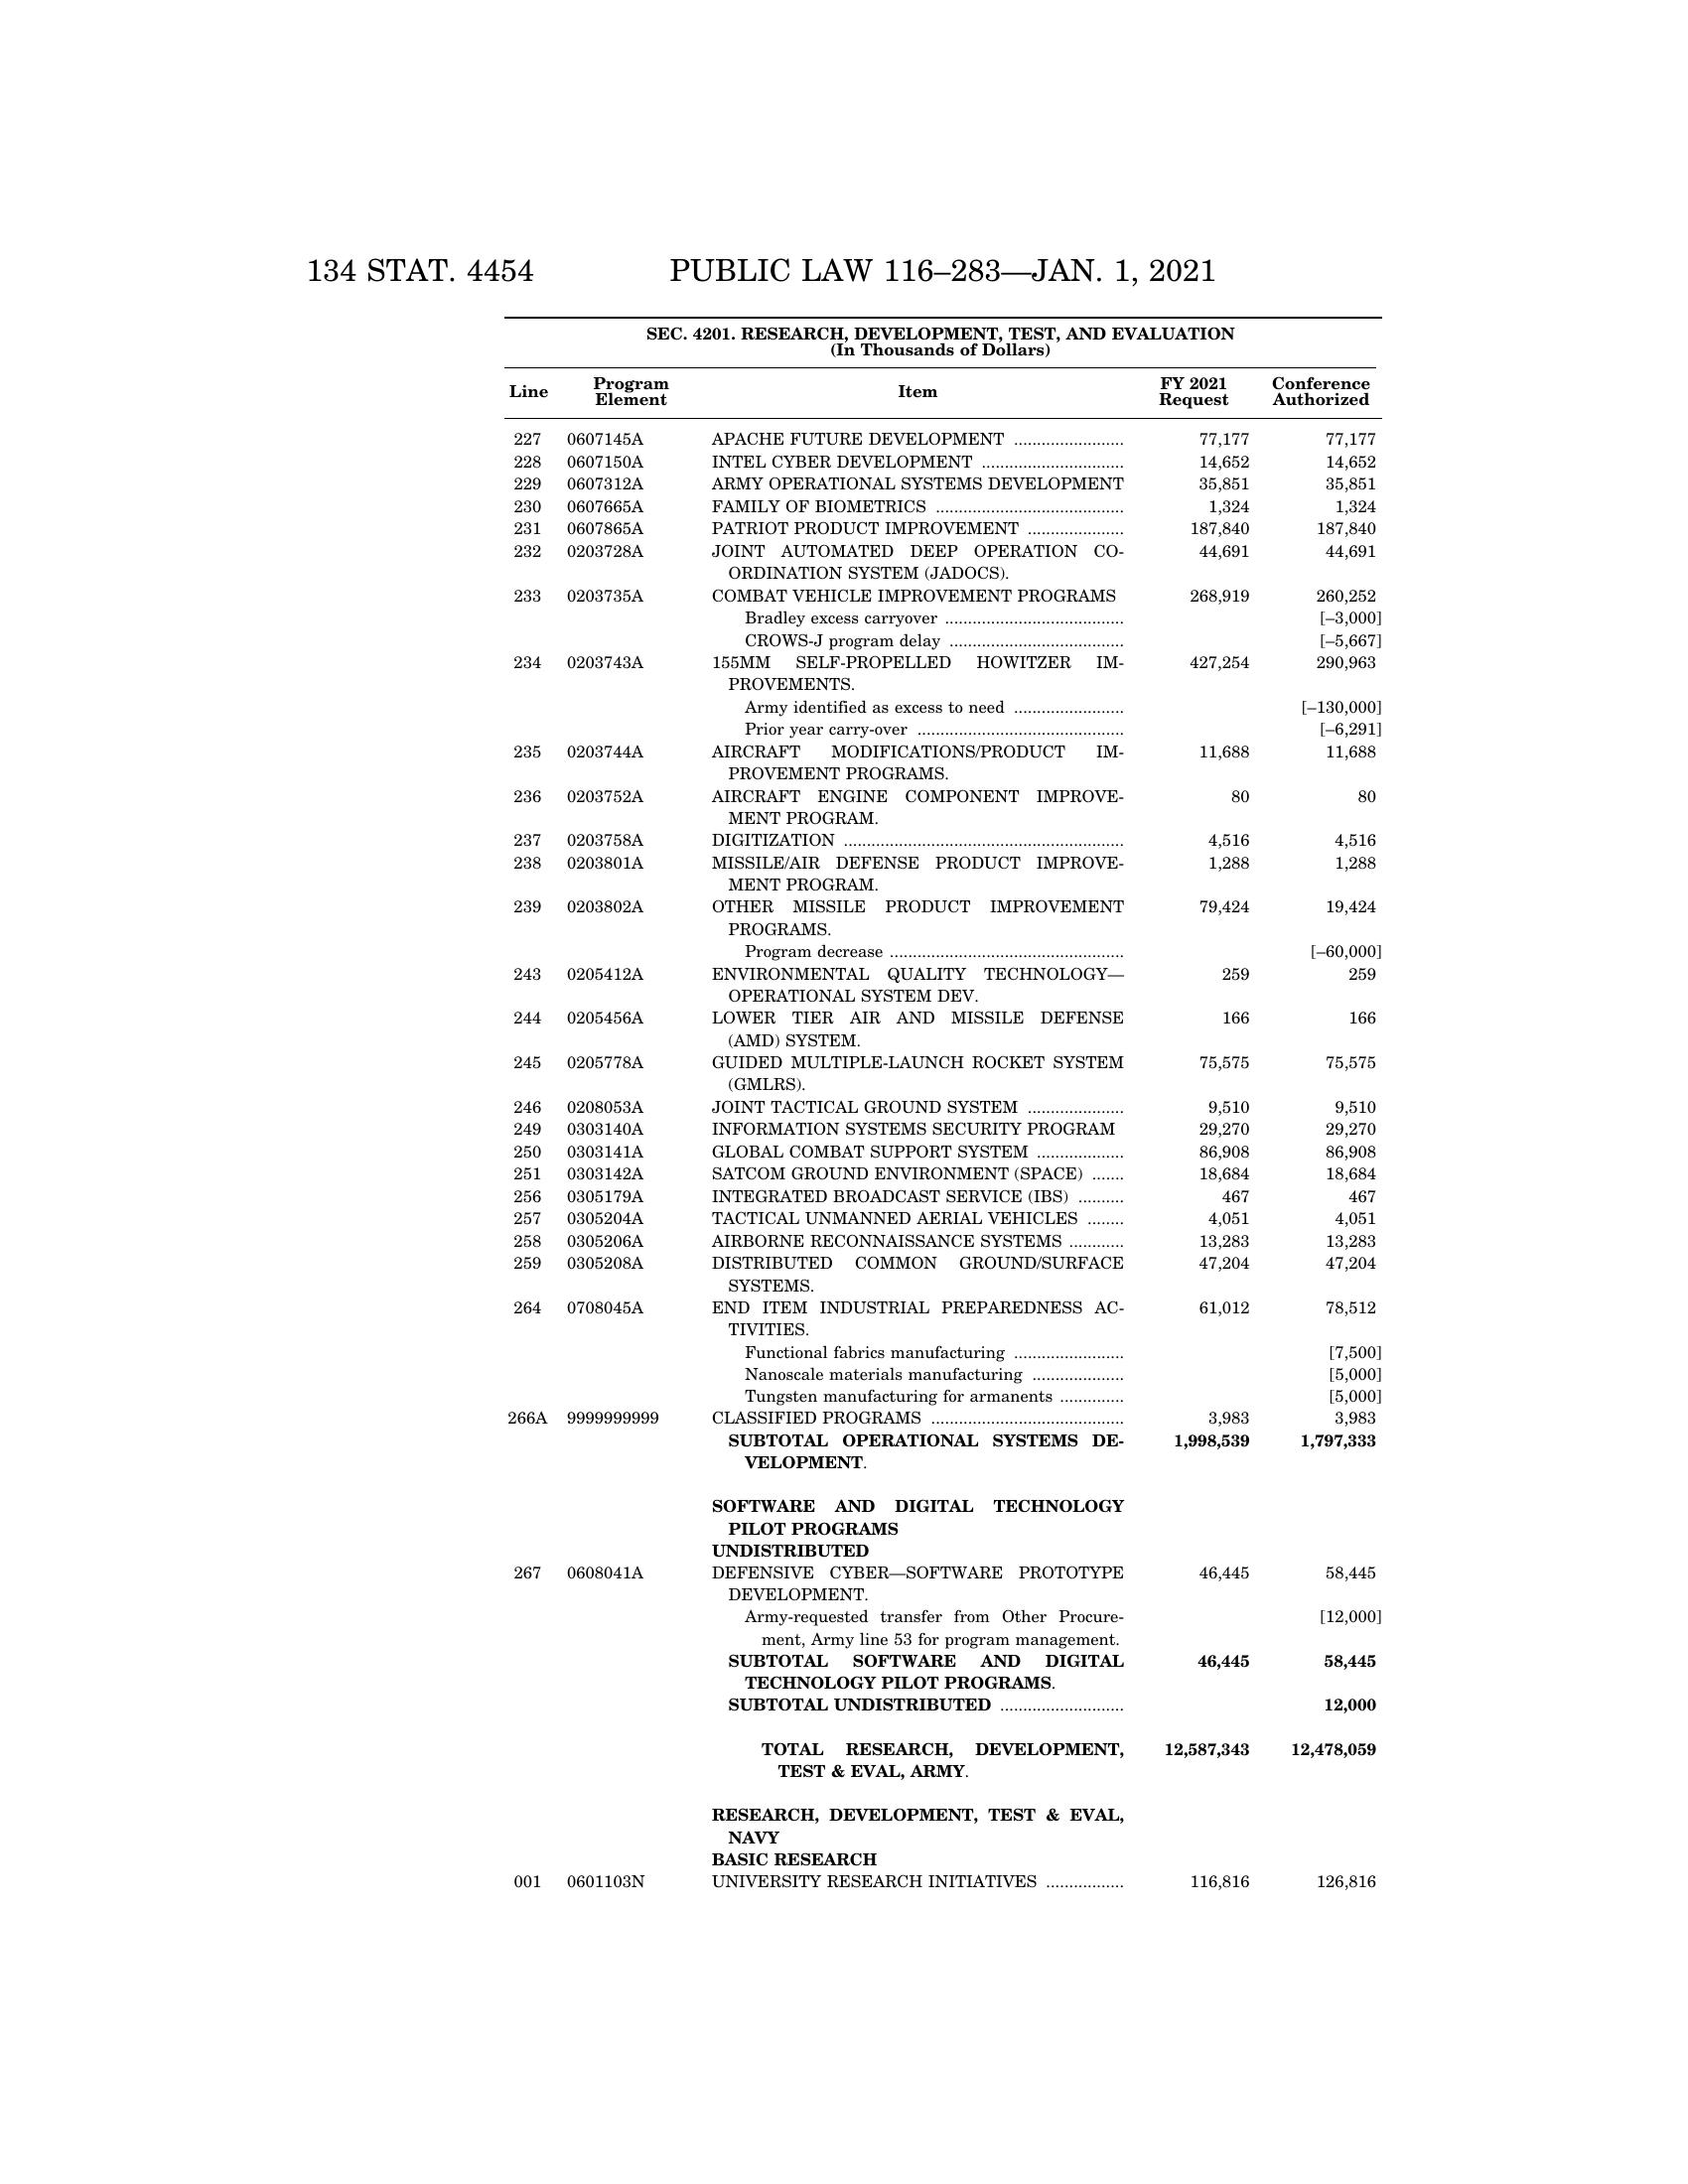 134 STAT. 4454 PUBLIC LAW 116–283—JAN. 1, 2021
SEC. 4201. RESEARCH, DEVELOPMENT, TEST, AND EVALUATION
(In Thousands of Dollars)
Line Program Element Item FY 2021 Request Conference Authorized
227 0607145A APACHE FUTURE DEVELOPMENT ........................ 77,177 77,177
228 0607150A INTEL CYBER DEVELOPMENT ............................... 14,652 14,652
229 0607312A ARMY OPERATIONAL SYSTEMS DEVELOPMENT 35,851 35,851
230 0607665A FAMILY OF BIOMETRICS ......................................... 1,324 1,324
231 0607865A PATRIOT PRODUCT IMPROVEMENT ..................... 187,840 187,840
232 0203728A JOINT AUTOMATED DEEP OPERATION CO- 44,691 44,691
ORDINATION SYSTEM (JADOCS).
233 0203735A COMBAT VEHICLE IMPROVEMENT PROGRAMS 268,919 260,252
Bradley excess carryover ....................................... [–3,000]
CROWS-J program delay ...................................... [–5,667]
234 0203743A 155MM SELF-PROPELLED HOWITZER IM- 427,254 290,963
PROVEMENTS.
Army identified as excess to need ........................ [–130,000]
Prior year carry-over ............................................. [–6,291]
235 0203744A AIRCRAFT MODIFICATIONS/PRODUCT IM- 11,688 11,688
PROVEMENT PROGRAMS.
236 0203752A AIRCRAFT ENGINE COMPONENT IMPROVE- 80 80
MENT PROGRAM.
237 0203758A DIGITIZATION ............................................................. 4,516 4,516
238 0203801A MISSILE/AIR DEFENSE PRODUCT IMPROVE- 1,288 1,288
MENT PROGRAM.
239 0203802A OTHER MISSILE PRODUCT IMPROVEMENT 79,424 19,424
PROGRAMS.
Program decrease ................................................... [–60,000]
243 0205412A ENVIRONMENTAL QUALITY TECHNOLOGY— 259 259
OPERATIONAL SYSTEM DEV.
244 0205456A LOWER TIER AIR AND MISSILE DEFENSE 166 166
(AMD) SYSTEM.
245 0205778A GUIDED MULTIPLE-LAUNCH ROCKET SYSTEM 75,575 75,575
(GMLRS).
246 0208053A JOINT TACTICAL GROUND SYSTEM ..................... 9,510 9,510
249 0303140A INFORMATION SYSTEMS SECURITY PROGRAM 29,270 29,270
250 0303141A GLOBAL COMBAT SUPPORT SYSTEM ................... 86,908 86,908
251 0303142A SATCOM GROUND ENVIRONMENT (SPACE) ....... 18,684 18,684
256 0305179A INTEGRATED BROADCAST SERVICE (IBS) .......... 467 467
257 0305204A TACTICAL UNMANNED AERIAL VEHICLES ........ 4,051 4,051
258 0305206A AIRBORNE RECONNAISSANCE SYSTEMS ............ 13,283 13,283
259 0305208A DISTRIBUTED COMMON GROUND/SURFACE 47,204 47,204
SYSTEMS.
264 0708045A END ITEM INDUSTRIAL PREPAREDNESS AC- 61,012 78,512
TIVITIES.
Functional fabrics manufacturing ........................ [7,500]
Nanoscale materials manufacturing .................... [5,000]
Tungsten manufacturing for armanents .............. [5,000]
266A 9999999999 CLASSIFIED PROGRAMS .......................................... 3,983 3,983
SUBTOTAL OPERATIONAL SYSTEMS DE- 1,998,539 1,797,333
VELOPMENT.
SOFTWARE AND DIGITAL TECHNOLOGY
PILOT PROGRAMS
UNDISTRIBUTED
267 0608041A DEFENSIVE CYBER—SOFTWARE PROTOTYPE 46,445 58,445
DEVELOPMENT.
Army-requested transfer from Other Procure- [12,000]
ment, Army line 53 for program management.
SUBTOTAL SOFTWARE AND DIGITAL 46,445 58,445
TECHNOLOGY PILOT PROGRAMS.
SUBTOTAL UNDISTRIBUTED ........................... 12,000
TOTAL RESEARCH, DEVELOPMENT, 12,587,343 12,478,059
TEST & EVAL, ARMY.
RESEARCH, DEVELOPMENT, TEST & EVAL,
NAVY
BASIC RESEARCH
001 0601103N UNIVERSITY RESEARCH INITIATIVES ................. 116,816 126,816